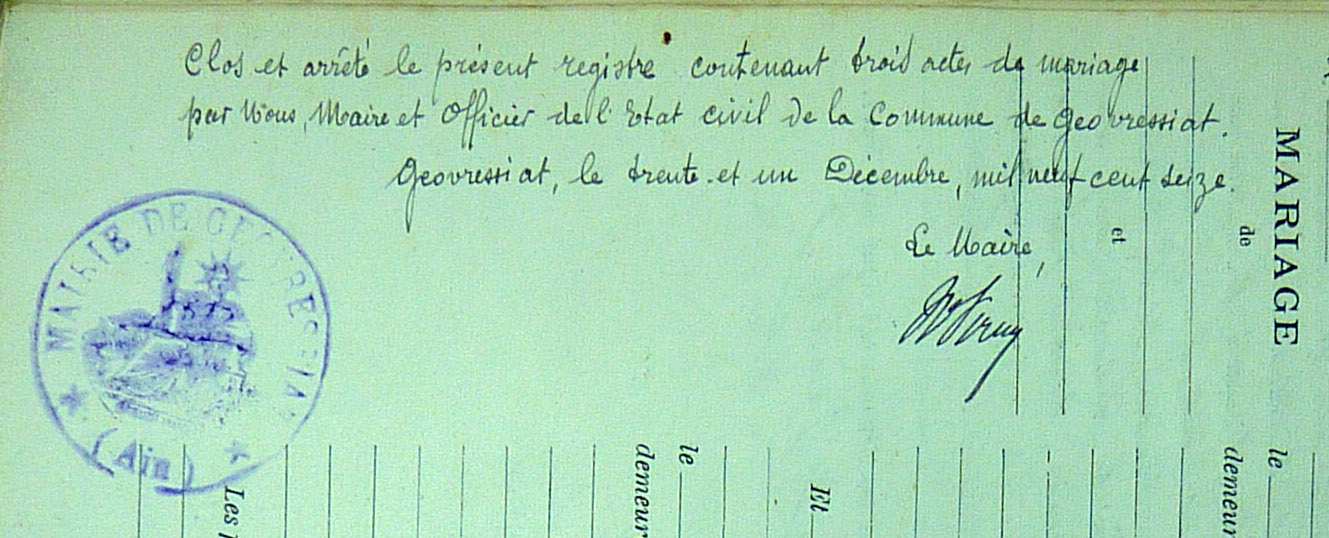 Clos et arrêté le présent registre contenant trois actes de mariage
par Nous, Maire et Officier de l'Etat civil de la Commune de Geovressiat.
Geovressiat, le trente et un Décembre, mil neuf cent seize.
Le Maire,
MAIRIE DE GEOVRESSIAT
(Ain)
MARIAGE
de
et
le
demeur
Et
le
demeur
Les